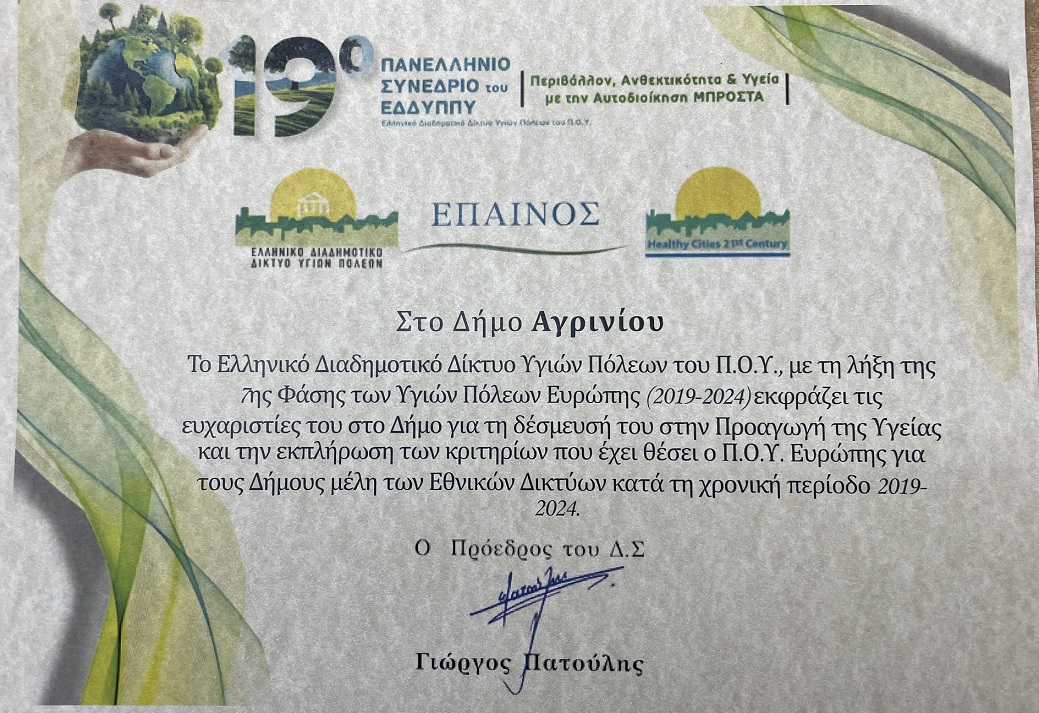 19º ΠΑΝΕΛΛΗΝΙΟ
ΣΥΝΕΔΡΙΟ του
ΕΔΔΥΠΠΥ
Ελληνικό Διαδημοτικό Δίκτυο Υγιών Πόλεων του Π.Ο.Υ.
Περιβάλλον, Ανθεκτικότητα & Υγεία
με την Αυτοδιοίκηση ΜΠΡΟΣΤΑ
ΕΛΛΗΝΙΚΟ ΔΙΑΔΗΜΟΤΙΚΟ
ΔΙΚΤΥΟ ΥΓΙΩΝ ΠΟΛΕΩΝ
ΕΠΑΙΝΟΣ
Healthy Cities 21st Century
Στο Δήμο Αγρινίου
Το Ελληνικό Διαδημοτικό Δίκτυο Υγιών Πόλεων του Π.Ο.Υ., με τη λήξη της
7ης Φάσης των Υγιών Πόλεων Ευρώπης (2019-2024) εκφράζει τις
ευχαριστίες του στο Δήμο για τη δέσμευσή του στην Προαγωγή της Υγείας
και την εκπλήρωση των κριτηρίων που έχει θέσει ο Π.Ο.Υ. Ευρώπης για
τους Δήμους μέλη των Εθνικών Δικτύων κατά τη χρονική περίοδο 2019-
2024.
Ο Πρόεδρος του Δ.Σ
Γιώργος Πατούλης